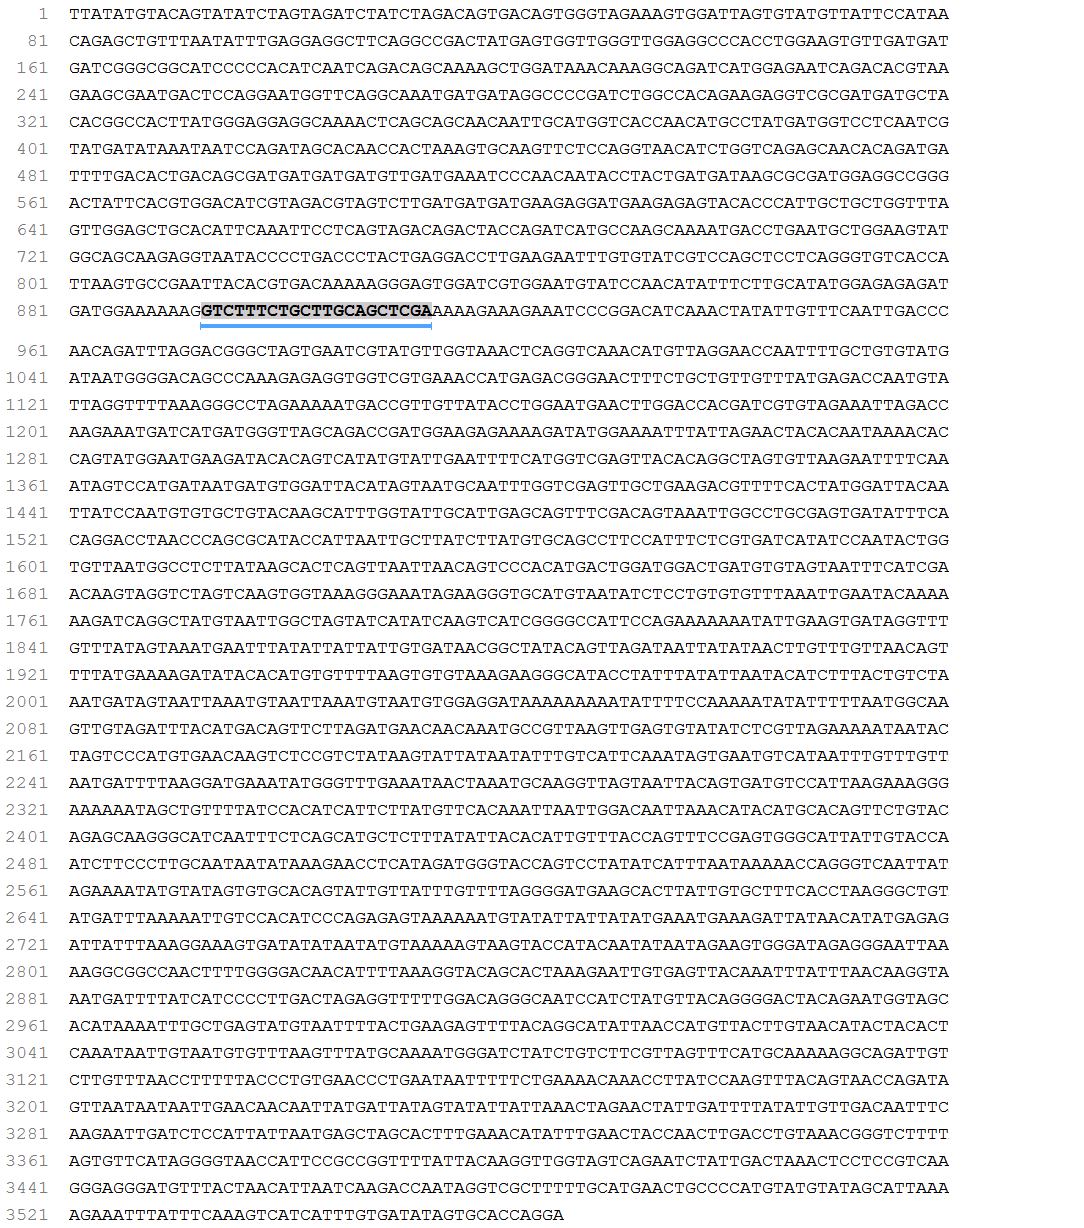 1 TTATATGTACAGTATATCTAGTAGATCTATCTAGACAGTGACAGTGGGTAGAAAGTGGATTAGTGTATGTTATTCCATAA
81 CAGAGCTGTTTAATATTTGAGGAGGCTTCAGGCCGACTATGAGTGGTTGGGTTGGAGGCCCACCTGGAAGTGTTGATGAT
161 GATCGGGCGGCATCCCCCACATCAATCAGACAGCAAAAGCTGGATAAACAAAGGCAGATCATGGAGAATCAGACACGTAA
241 GAAGCGAATGACTCCAGGAATGGTTCAGGCAAATGATGATAGGCCCCGATCTGGCCACAGAAGAGGTCGCGATGATGCTA
321 CACGGCCACTTATGGGAGGAGGCAAAACTCAGCAGCAACAATTGCATGGTCACCAACATGCCTATGATGGTCCTCAATCG
401 TATGATATAAATAATCCAGATAGCACAACCACTAAAGTGCAAGTTCTCCAGGTAACATCTGGTCAGAGCAACACAGATGA
481 TTTTGACACTGACAGCGATGATGATGATGTTGATGAAATCCCAACAATACCTACTGATGATAAGCGCGATGGAGGCCGGG
561 ACTATTCACGTGGACATCGTAGACGTAGTCTTGATGATGATGAAGAGGATGAAGAGAGTACACCCATTGCTGCTGGTTTA
641 GTTGGAGCTGCACATTCAAATTCCTCAGTAGACAGACTACCAGATCATGCCAAGCAAAATGACCTGAATGCTGGAAGTAT
721 GGCAGCAAGAGGTAATACCCCTGACCCTACTGAGGACCTTGAAGAATTTGTGTATCGTCCAGCTCCTCAGGGTGTCACCA
801 TTAAGTGCCGAATTACACGTGACAAAAAGGGAGTGGATCGTGGAATGTATCCAACATATTTCTTGCATATGGAGAGAGAT
881 GATGGAAAAAAGGTCTTTCTGCTTGCAGCTCGAAAAAGAAAGAAATCCCGGACATCAAACTATATTGTTTCAATTGACCC
961 AACAGATTTAGGACGGGCTAGTGAATCGTATGTTGGTAAACTCAGGTCAAACATGTTAGGAACCAATTTTGCTGTGTATG
1041 ATAATGGGGACAGCCCAAAGAGAGGTGGTCGTGAAACCATGAGACGGGAACTTTCTGCTGTTGTTTATGAGACCAATGTA
1121 TTAGGTTTTAAAGGGCCTAGAAAAATGACCGTTGTTATACCTGGAATGAACTTGGACCACGATCGTGTAGAAATTAGACC
1201 AAGAAATGATCATGATGGGTTAGCAGACCGATGGAAGAGAAAAGATATGGAAAATTTATTAGAACTACACAATAAAACAC
1281 CAGTATGGAATGAAGATACACAGTCATATGTATTGAATTTTCATGGTCGAGTTACACAGGCTAGTGTTAAGAATTTTCAA
1361 ATAGTCCATGATAATGATGTGGATTACATAGTAATGCAATTTGGTCGAGTTGCTGAAGACGTTTTCACTATGGATTACAA
1441 TTATCCAATGTGTGCTGTACAAGCATTTGGTATTGCATTGAGCAGTTTCGACAGTAAATTGGCCTGCGAGTGATATTTCA
1521 CAGGACCTAACCCAGCGCATACCATTAATTGCTTATCTTATGTGCAGCCTTCCATTTCTCGTGATCATATCCAATACTGG
1601 TGTTAATGGCCTCTTATAAGCACTCAGTTAATTAACAGTCCCACATGACTGGATGGACTGATGTGTAGTAATTTCATCGA
1681 ACAAGTAGGTCTAGTCAAGTGGTAAAGGGAAATAGAAGGGTGCATGTAATATCTCCTGTGTGTTTAAATTGAATACAAAA
1761 AAGATCAGGCTATGTAATTGGCTAGTATCATATCAAGTCATCGGGGCCATTCCAGAAAAAAATATTGAAGTGATAGGTTT
1841 GTTTATAGTAAATGAATTTATATTATTATTGTGATAACGGCTATACAGTTAGATAATTATATAACTTGTTTGTTAACAGT
1921 TTTATGAAAAGATATACACATGTGTTTTAAGTGTGTAAAGAAGGGCATACCTATTTATATTAATACATCTTTACTGTCTA
2001 AATGATAGTAATTAAATGTAATTAAATGTAATGTGGAGGATAAAAAAAAATATTTTCCAAAAATATATTTTTAATGGCAA
2081 GTTGTAGATTTACATGACAGTTCTTAGATGAACAACAAATGCCGTTAAGTTGAGTGTATATCTCGTTAGAAAAATAATAC
2161 TAGTCCCATGTGAACAAGTCTCCGTCTATAAGTATTATAATATTTGTCATTCAAATAGTGAATGTCATAATTTGTTTGTT
2241 AATGATTTTAAGGATGAAATATGGGTTTGAAATAACTAAATGCAAGGTTAGTAATTACAGTGATGTCCATTAAGAAAGGG
2321 AAAAAATAGCTGTTTTATCCACATCATTCTTATGTTCACAAATTAATTGGACAATTAAACATACATGCACAGTTCTGTAC
2401 AGAGCAAGGGCATCAATTTCTCAGCATGCTCTTTATATTACACATTGTTTACCAGTTTCCGAGTGGGCATTATTGTACCA
2481 ATCTTCCCTTGCAATAATATAAAGAACCTCATAGATGGGTACCAGTCCTATATCATTTAATAAAAACCAGGGTCAATTAT
2561 AGAAAATATGTATAGTGTGCACAGTATTGTTATTTGTTTTAGGGGATGAAGCACTTATTGTGCTTTCACCTAAGGGCTGT
2641 ATGATTTAAAAATTGTCCACATCCCAGAGAGTAAAAAATGTATATTATTATATGAAATGAAAGATTATAACATATGAGAG
2721 ATTATTTAAAGGAAAGTGATATATAATATGTAAAAAGTAAGTACCATACAATATAATAGAAGTGGGATAGAGGGAATTAA
2801 AAGGCGGCCAACTTTTGGGGACAACATTTTAAAGGTACAGCACTAAAGAATTGTGAGTTACAAATTTATTTAACAAGGTA
2881 AATGATTTTATCATCCCCTTGACTAGAGGTTTTTGGACAGGGCAATCCATCTATGTTACAGGGGACTACAGAATGGTAGC
2961 ACATAAAATTTGCTGAGTATGTAATTTTACTGAAGAGTTTTACAGGCATATTAACCATGTTACTTGTAACATACTACACT
3041 CAAATAATTGTAATGTGTTTAAGTTTATGCAAAATGGGATCTATCTGTCTTCGTTAGTTTCATGCAAAAAGGCAGATTGT
3121 CTTGTTTAACCTTTTTACCCTGTGAACCCTGAATAATTTTTCTGAAAACAAACCTTATCCAAGTTTACAGTAACCAGATA
3201 GTTAATAATAATTGAACAACAATTATGATTATAGTATATTATTAAACTAGAACTATTGATTTTATATTGTTGACAATTTC
3281 AAGAATTGATCTCCATTATTAATGAGCTAGCACTTTGAAACATATTTGAACTACCAACTTGACCTGTAAACGGGTCTTTT
3361 AGTGTTCATAGGGGTAACCATTCCGCCGGTTTTATTACAAGGTTGGTAGTCAGAATCTATTGACTAAACTCCTCCGTCAA
3441 GGGAGGGATGTTTACTAACATTAATCAAGACCAATAGGTCGCTTTTTGCATGAACTGCCCCATGTATGTATAGCATTAAA
3521 AGAAATTTATTTCAAAGTCATCATTTGTGATATAGTGCACCAGGA